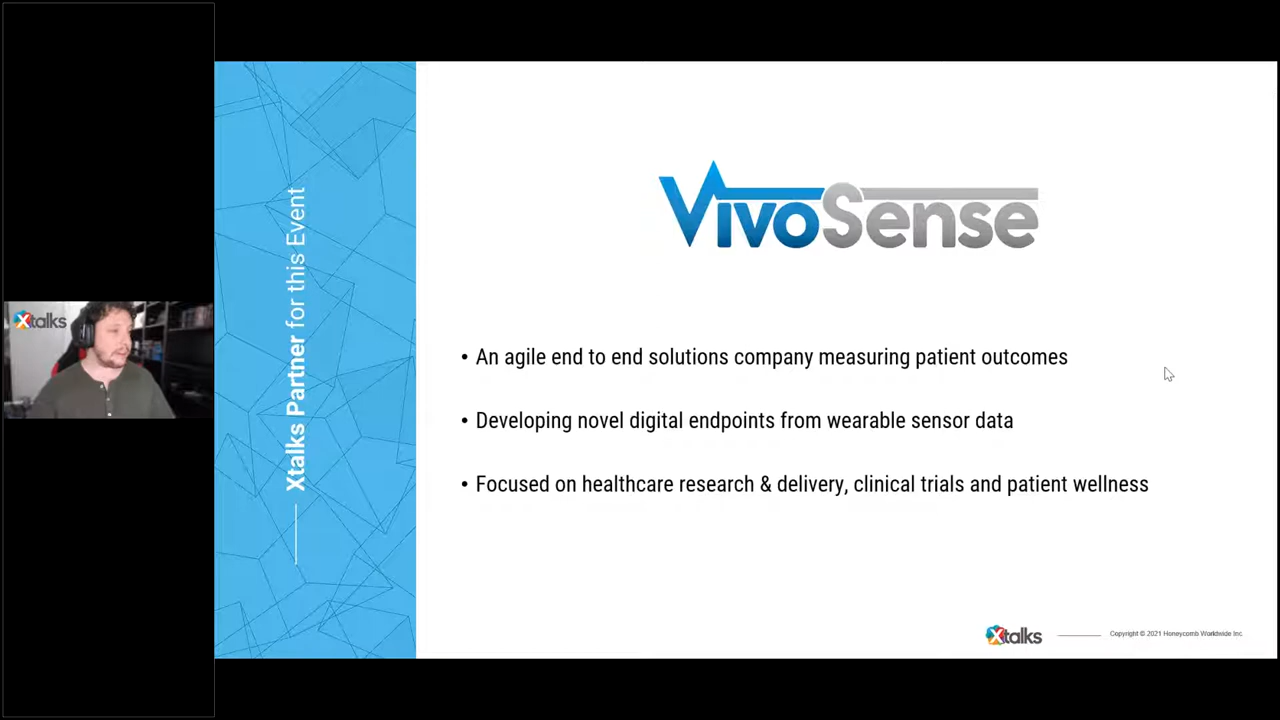 Xtalks
Xtalks Partner for this Event
VivoSense
• An agile end to end solutions company measuring patient outcomes
• Developing novel digital endpoints from wearable sensor data
• Focused on healthcare research & delivery, clinical trials and patient wellness
Xtalks
Copyright © 2021 Honeycomb Worldwide Inc.